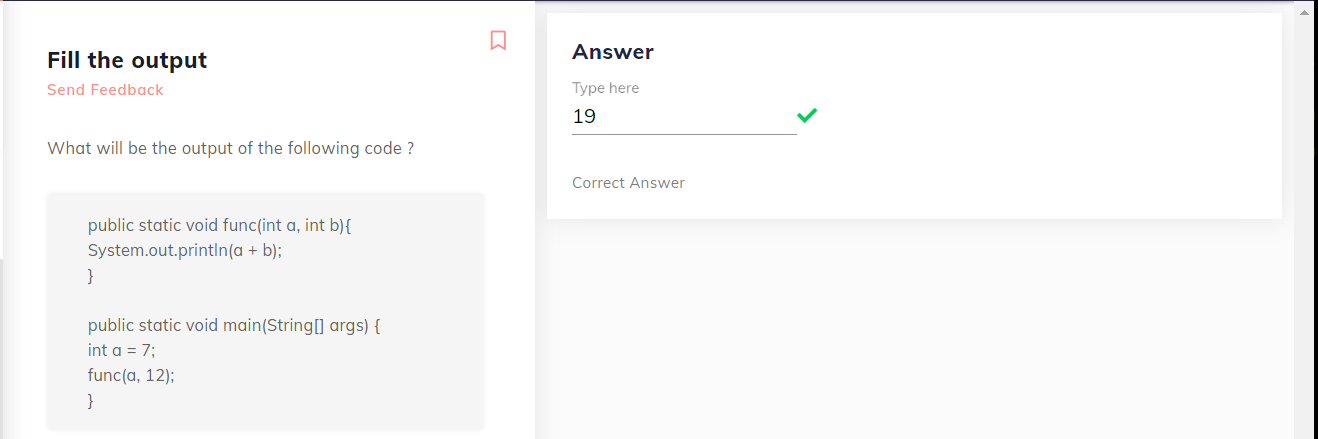 Fill the output
Send Feedback
What will be the output of the following code ?
public static void func(int a, int b){
System.out.println(a + b);
}
public static void main(String[] args) {
int a = 7;
func(a, 12);
}
Answer
Type here
19
Correct Answer